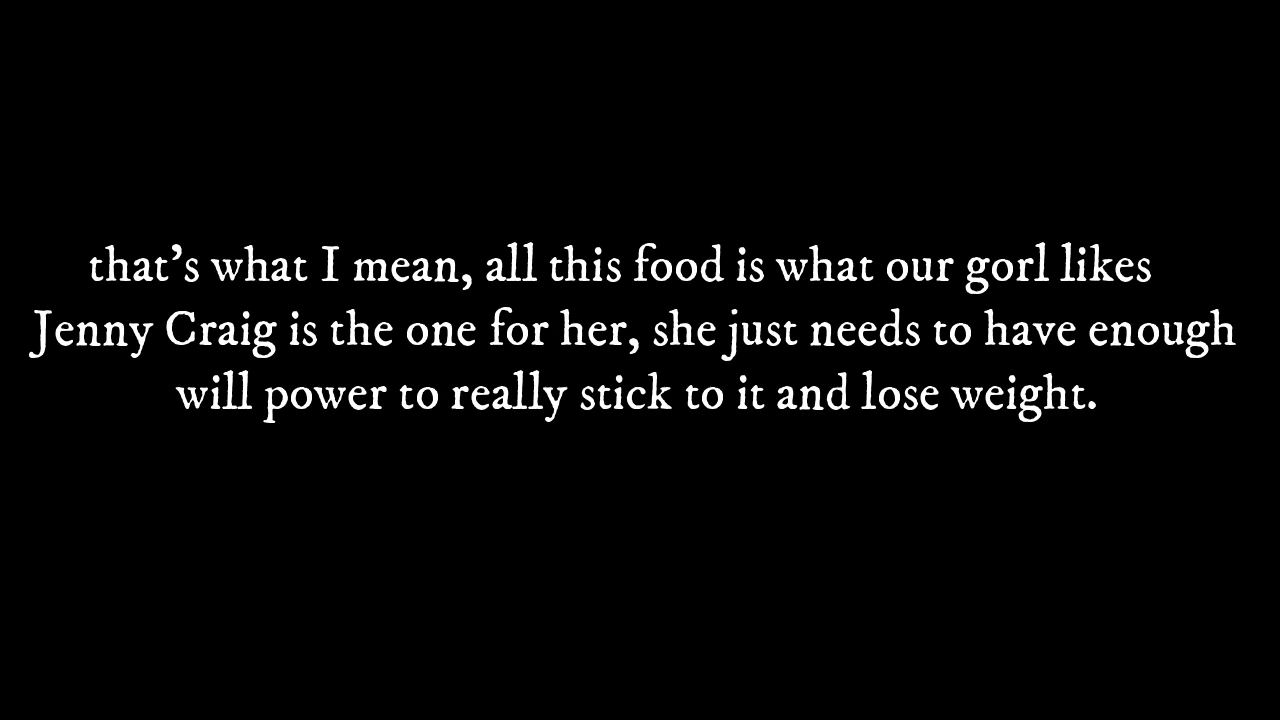 that's what I mean, all this food is what our gorl likes
Jenny Craig is the one for her, she just needs to have enough
will power to really stick to it and lose weight.